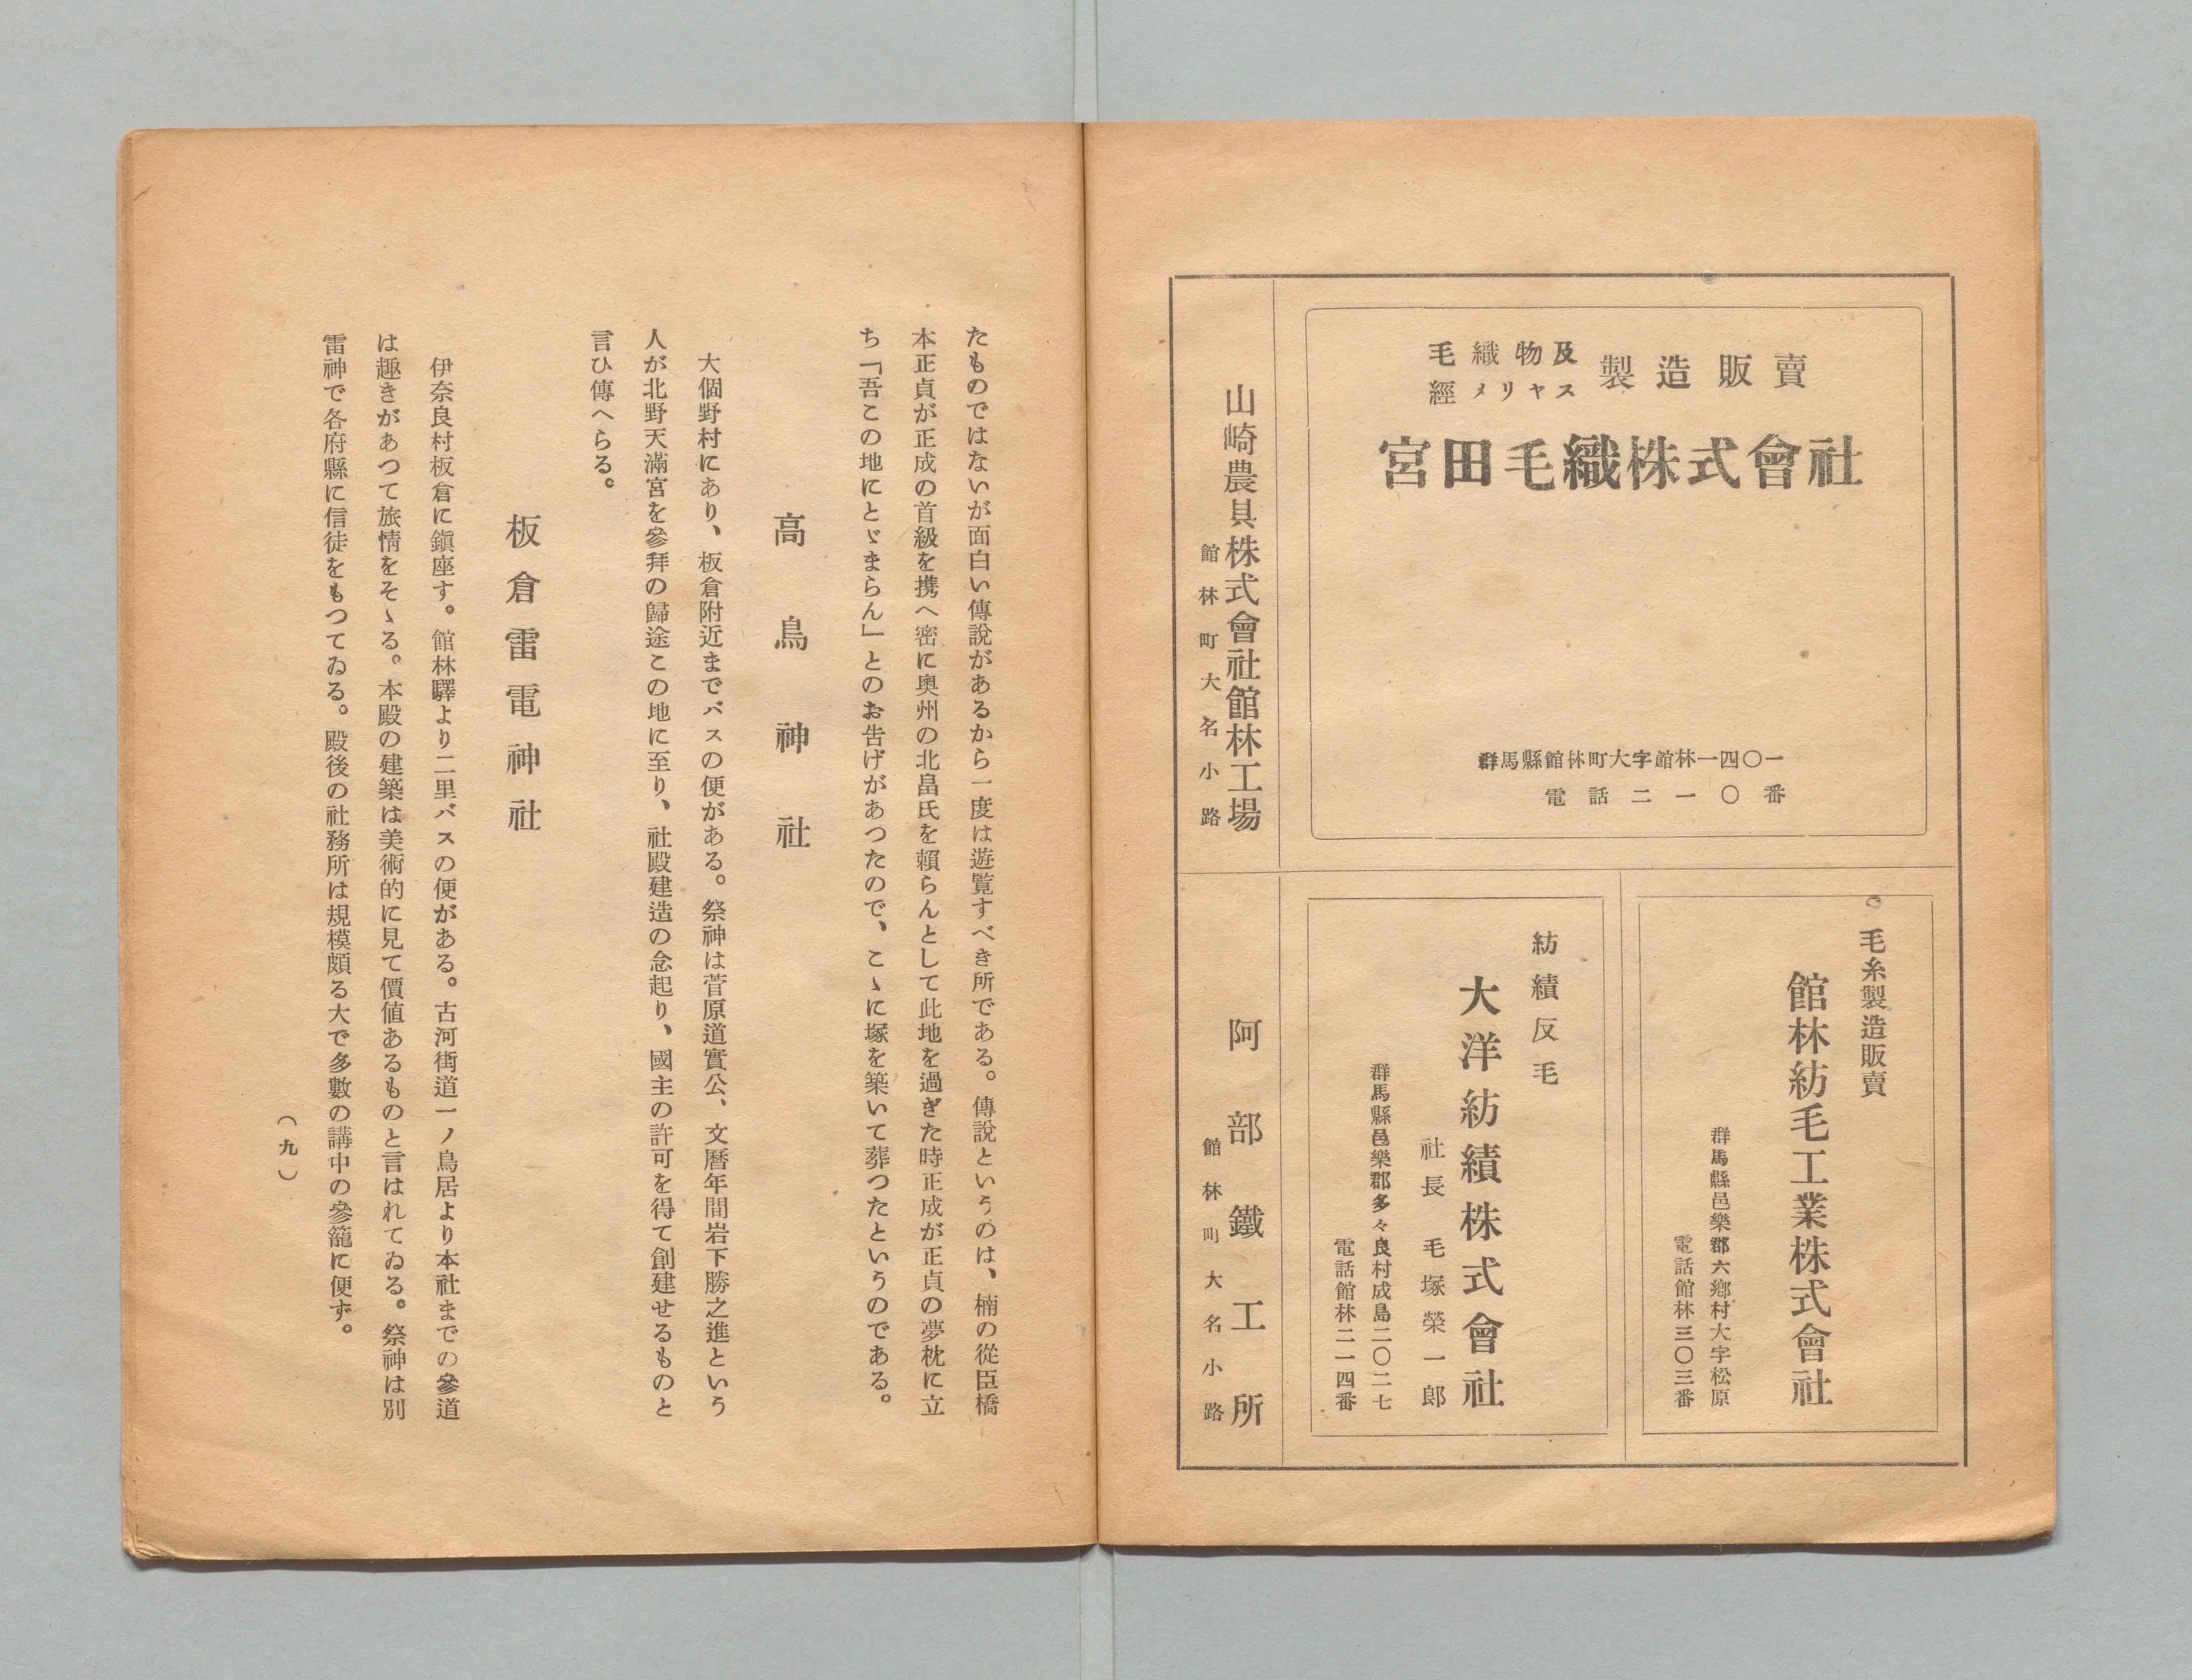 毛織物及
經メリヤス
製造販賣
宮田毛織株式會社
群馬縣館林町大字館林一四〇一
電話二一〇番
毛糸製造販賣
館林紡毛工業株式會社
群馬縣邑樂郡六鄕村大字松原
電話館林三〇三番
紡績反毛
大洋紡績株式會社
社長 毛塚榮一郎
群馬縣邑樂郡多々良村成島二〇二七
電話館林二一四番
山崎農具株式會社館林工場
館林町大名小路
阿部鐵工所
館林町大名小路
たものではないが面白い傳說があるから一度は遊覧すべき所である。傳說というのは、楠の從臣橋
本正貞が正成の首級を携へ密に奧州の北畠氏を賴らんとして此地を過ぎた時正成が正貞の夢枕に立
ち「吾この地にとゞまらん」とのお告げがあつたので、こゝに塚を築いて葬つたというのである。
高鳥神社
大個野村にあり、板倉附近までバスの便がある。祭神は菅原道實公、文曆年間岩下勝之進という
人が北野天滿宮を參拜の歸途この地に至り、社殿建造の念起り、國主の許可を得て創建せるものと
言ひ傳へらる。
板倉雷電神社
伊奈良村板倉に鎭座す。館林驛より二里バスの便がある。古河街道一ノ鳥居より本社までの參道
は趣きがあつて旅情をそゝる。本殿の建築は美術的に見て價値あるものと言はれてゐる。祭神は別
雷神で各府縣に信徒をもつてゐる。殿後の社務所は規模頗る大で多數の講中の參籠に便ず。
（九）